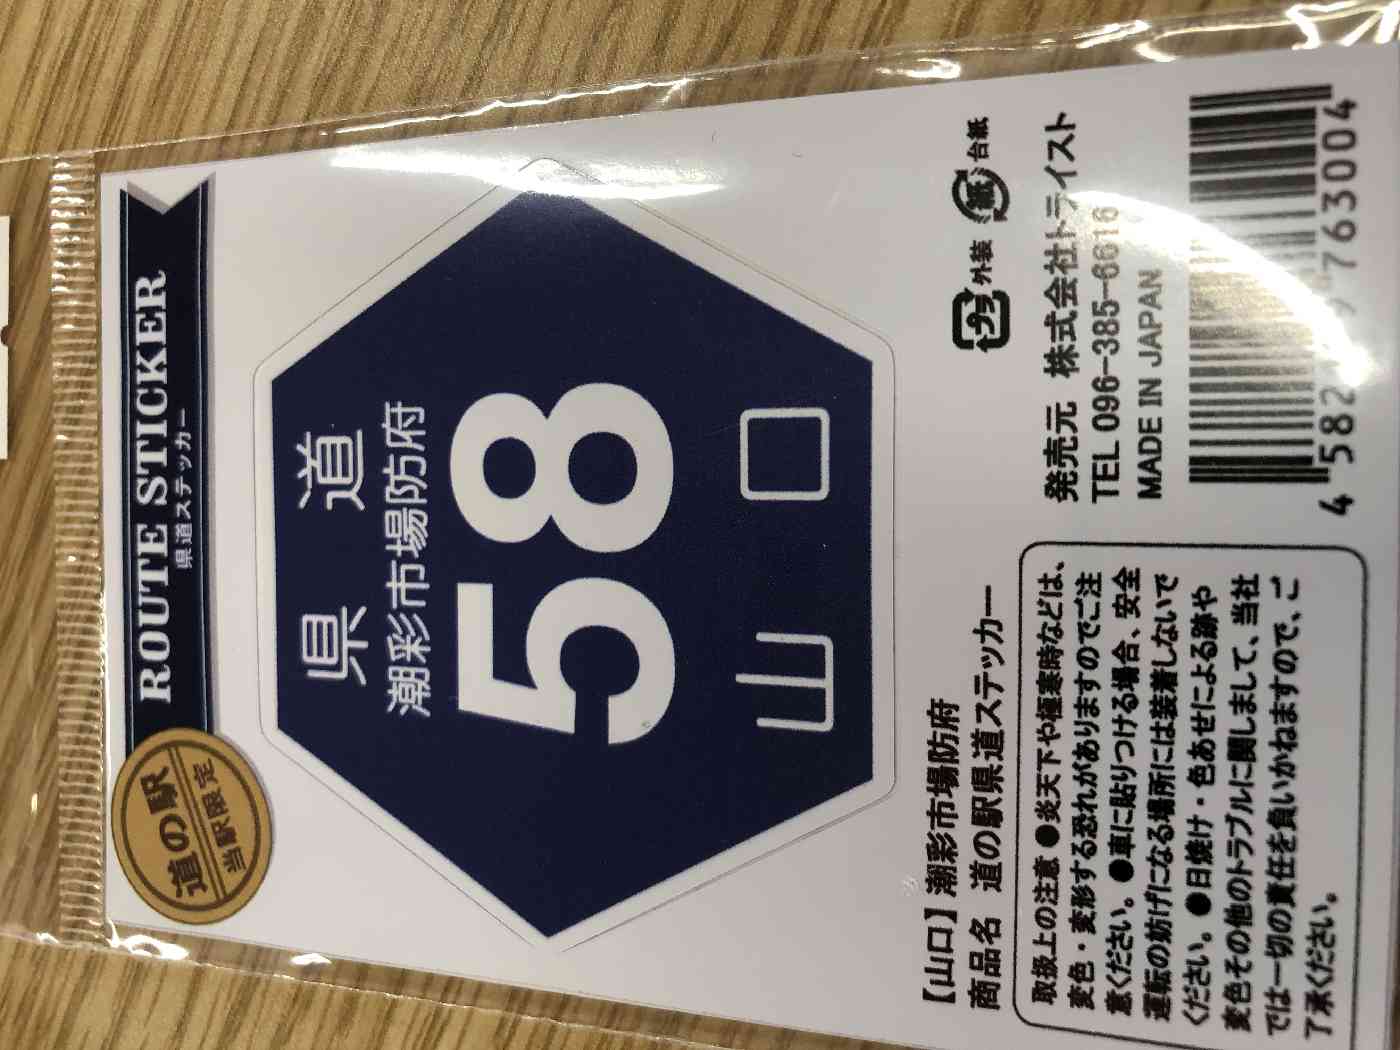 道の駅
当駅限定
ROUTE STICKER
県道ステッカー
県道
潮彩市場防府
58
山口
【山口】潮彩市場防府
商品名 道の駅県道ステッカー
取扱上の注意 ●炎天下や極寒時などは、
変色・変形する恐れがありますのでご注
意ください。●車に貼りつける場合、安全
運転の妨げになる場所には装着しないで
ください。●日焼け・色あせによる跡や
変色その他のトラブルに関しまして、当社
では一切の責任を負いかねますので、ご
了承ください。
プラ 外装 紙 台紙
発売元 株式会社トライスト
TEL 096-385-6616
MADE IN JAPAN
4 582
763004